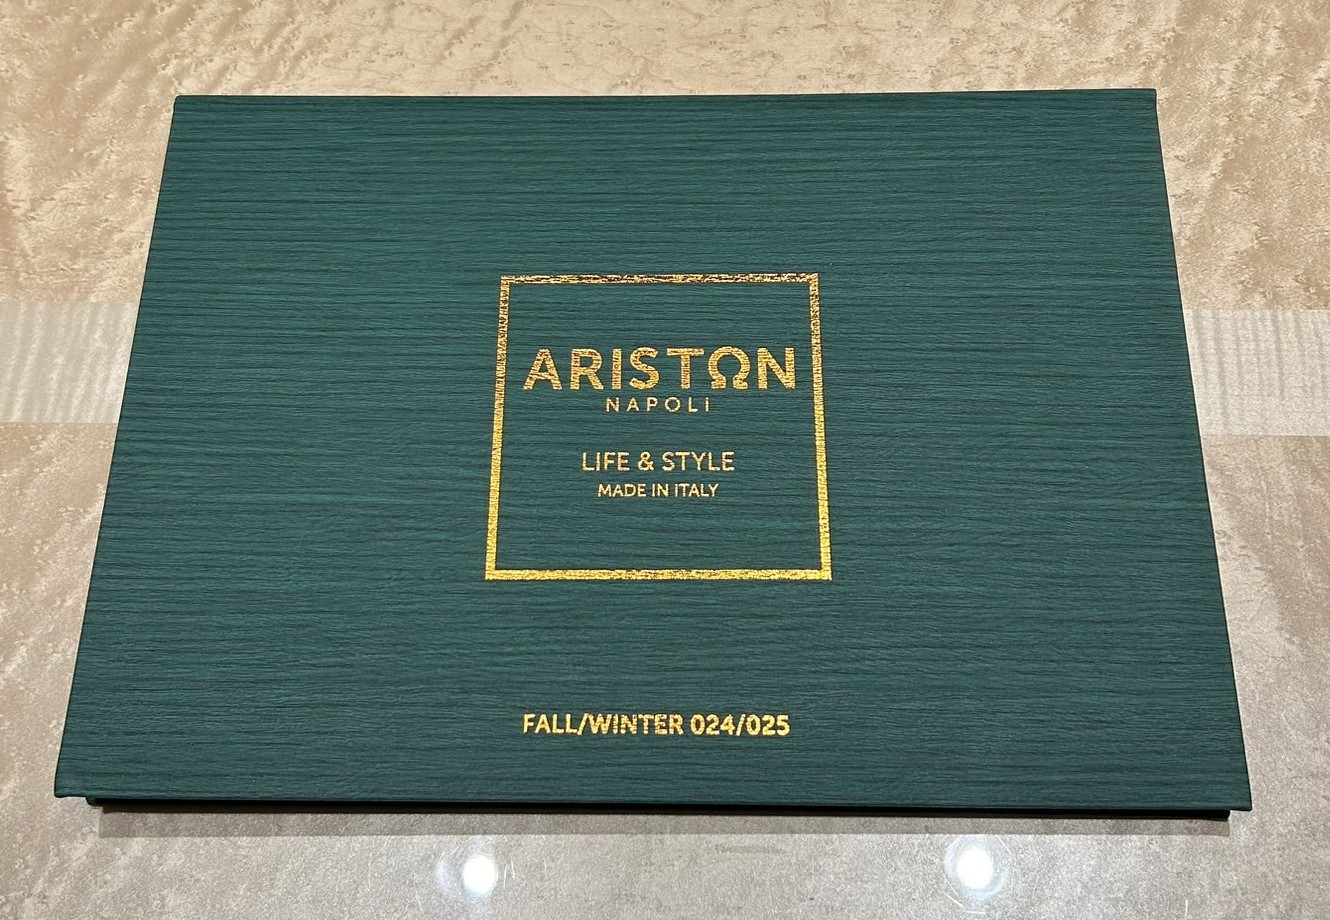 ARISTΩN
NAPOLI
LIFE & STYLE
MADE IN ITALY
FALL/WINTER 024/025